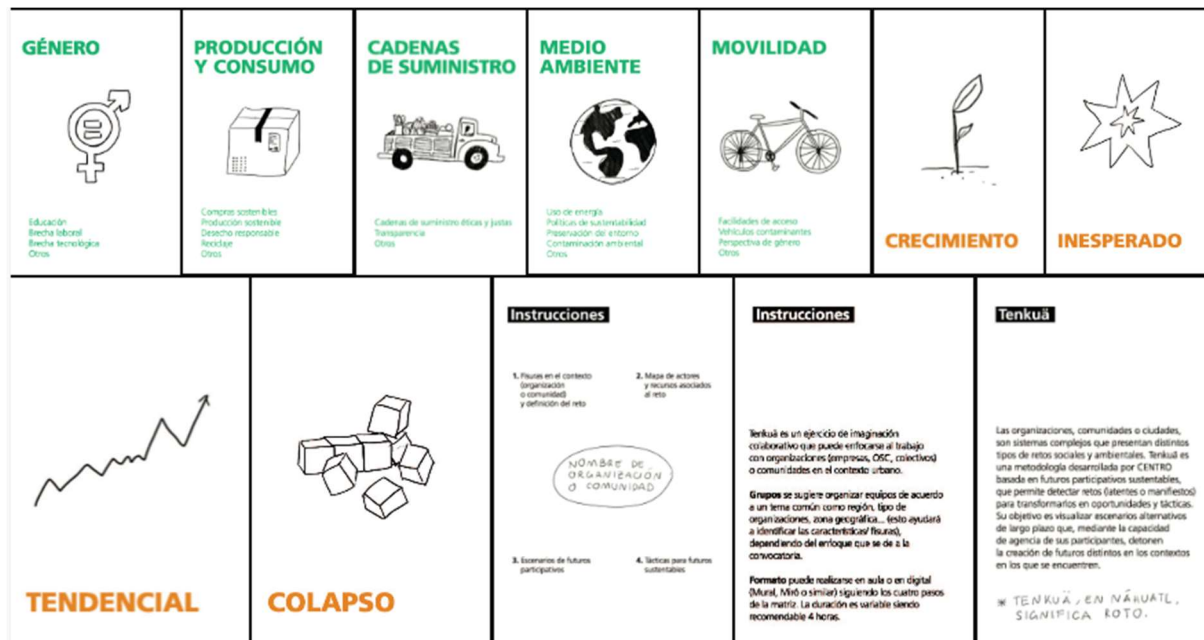 GÉNERO
Educación
Brecha laboral
Brecha tecnológica
Otros
PRODUCCIÓN
Y CONSUMO
Compras sostenibles
Producción sostenible
Desecho responsable
Reciclaje
Otros
CADENAS
DE SUMINISTRO
Cadenas de suministro éticas y justas
Transparencia
Otros
MEDIO
AMBIENTE
Uso de energía
Políticas de sustentabilidad
Preservación del entorno
Contaminación ambiental
Otros
MOVILIDAD
Facilidades de acceso
Vehículos contaminantes
Perspectiva de género
Otros
CRECIMIENTO
INESPERADO
TENDENCIAL
COLAPSO
Instrucciones
1. Fisuras en el contexto
(organización
o comunidad)
y definición del reto
2. Mapa de actores
y recursos asociados
al reto
NOMBRE DE
ORGANIZACIÓN
O COMUNIDAD
3. Escenarios de futuros
participativos
4. Tácticas para futuros
sustentables
Instrucciones
Tenkuä es un ejercicio de imaginación
colaborativo que puede enfocarse al trabajo
con organizaciones (empresas, OSC, colectivos)
o comunidades en el contexto urbano.
Grupos se sugiere organizar equipos de acuerdo
a un tema común como región, tipo de
organizaciones, zona geográfica... (esto ayudará
a identificar las características/ fisuras),
dependiendo del enfoque que se de a la
convocatoria.
Formato puede realizarse en aula o en digital
(Mural, Miró o similar) siguiendo los cuatro pasos
de la matriz. La duración es variable siendo
recomendable 4 horas.
Tenkuä
Las organizaciones, comunidades o ciudades,
son sistemas complejos que presentan distintos
tipos de retos sociales y ambientales. Tenkuä es
una metodología desarrollada por CENTRO
basada en futuros participativos sustentables,
que permite detectar retos (latentes o manifiestos)
para transformarlos en oportunidades y tácticas.
Su objetivo es visualizar escenarios alternativos
de largo plazo que, mediante la capacidad
de agencia de sus participantes, detonen
la creación de futuros distintos en los contextos
en los que se encuentren.
* TENKUÄ, EN NÁHUATL,
SIGNIFICA ROTO.